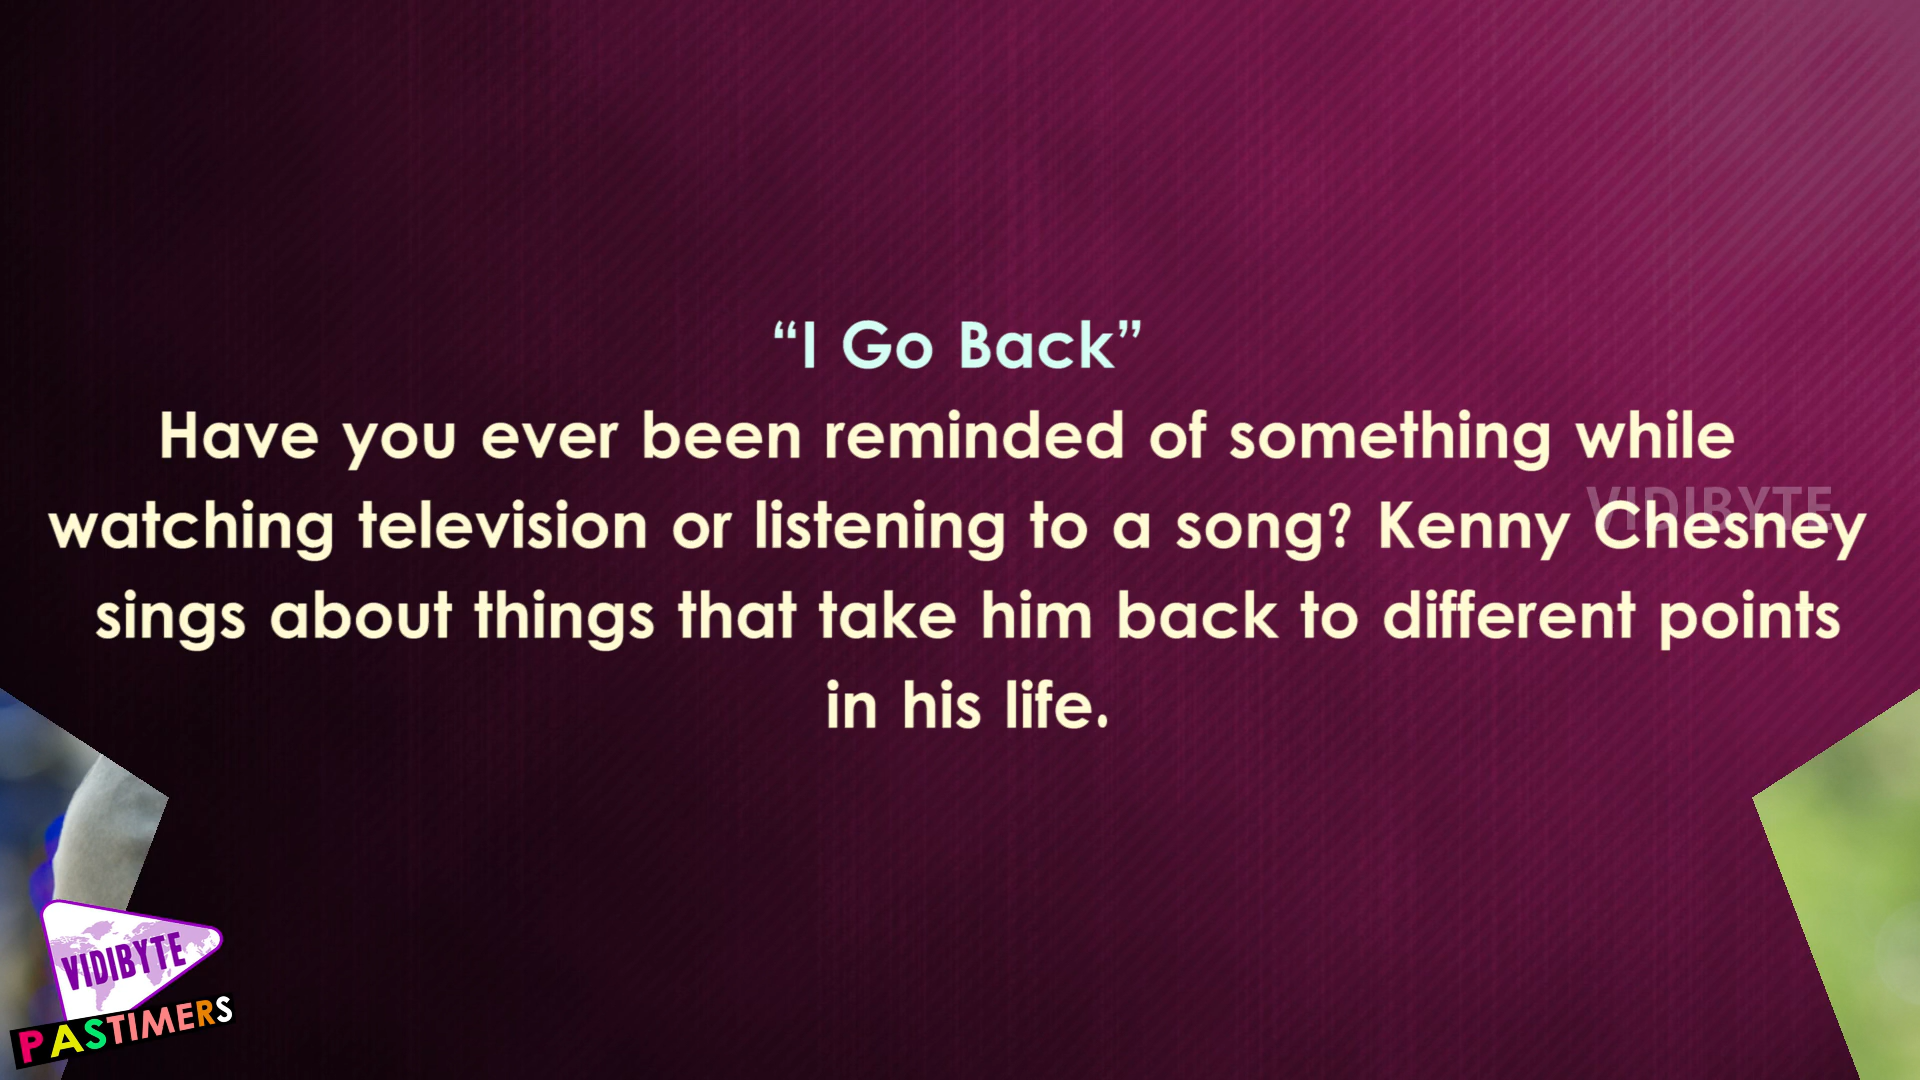 “I Go Back”
Have you ever been reminded of something while
watching television or listening to a song? Kenny Chesney
sings about things that take him back to different points
in his life.
VIDIBYTE
VIDIBYTE
PASTIMERS